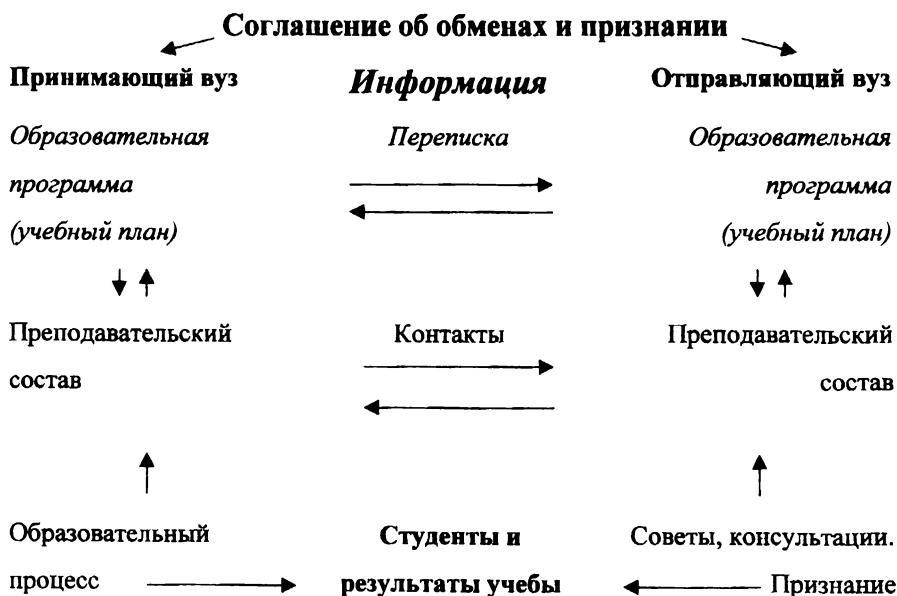 Соглашение об обменах и признании
Принимающий вуз Информация Отправляющий вуз
Образовательная Переписка Образовательная
программа программа
(учебный план) (учебный план)
Преподавательский Контакты Преподавательский
состав состав
Образовательный Студенты и Советы, консультации.
процесс результаты учебы Признание